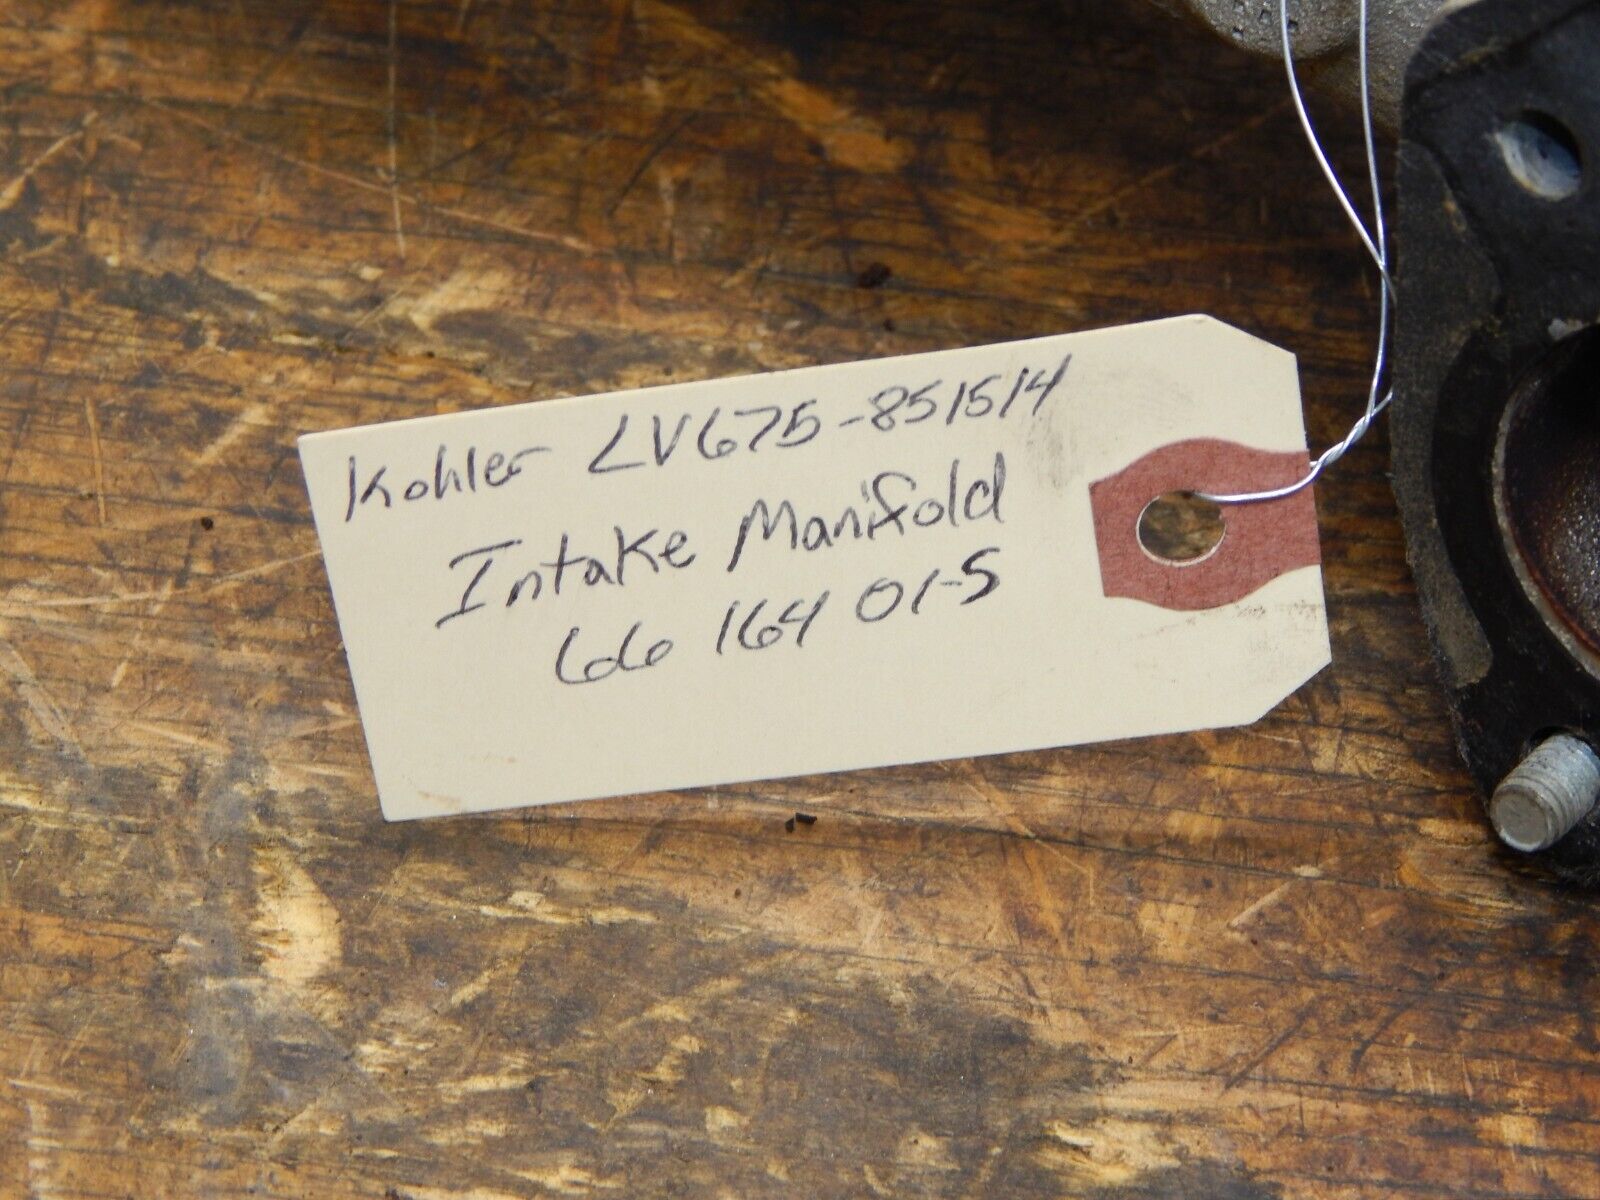 Kohler LV675-851514
Intake Manifold
66 164 01-S